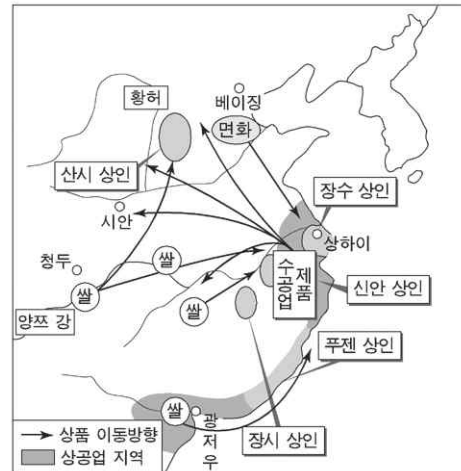 황허
베이징
면화
산시 상인
장수 상인
시안
상하이
청두
쌀
수공업
제품
신안 상인
쌀
양쯔 강
쌀
푸젠 상인
쌀
광저우
장시 상인
상품 이동방향
상공업 지역